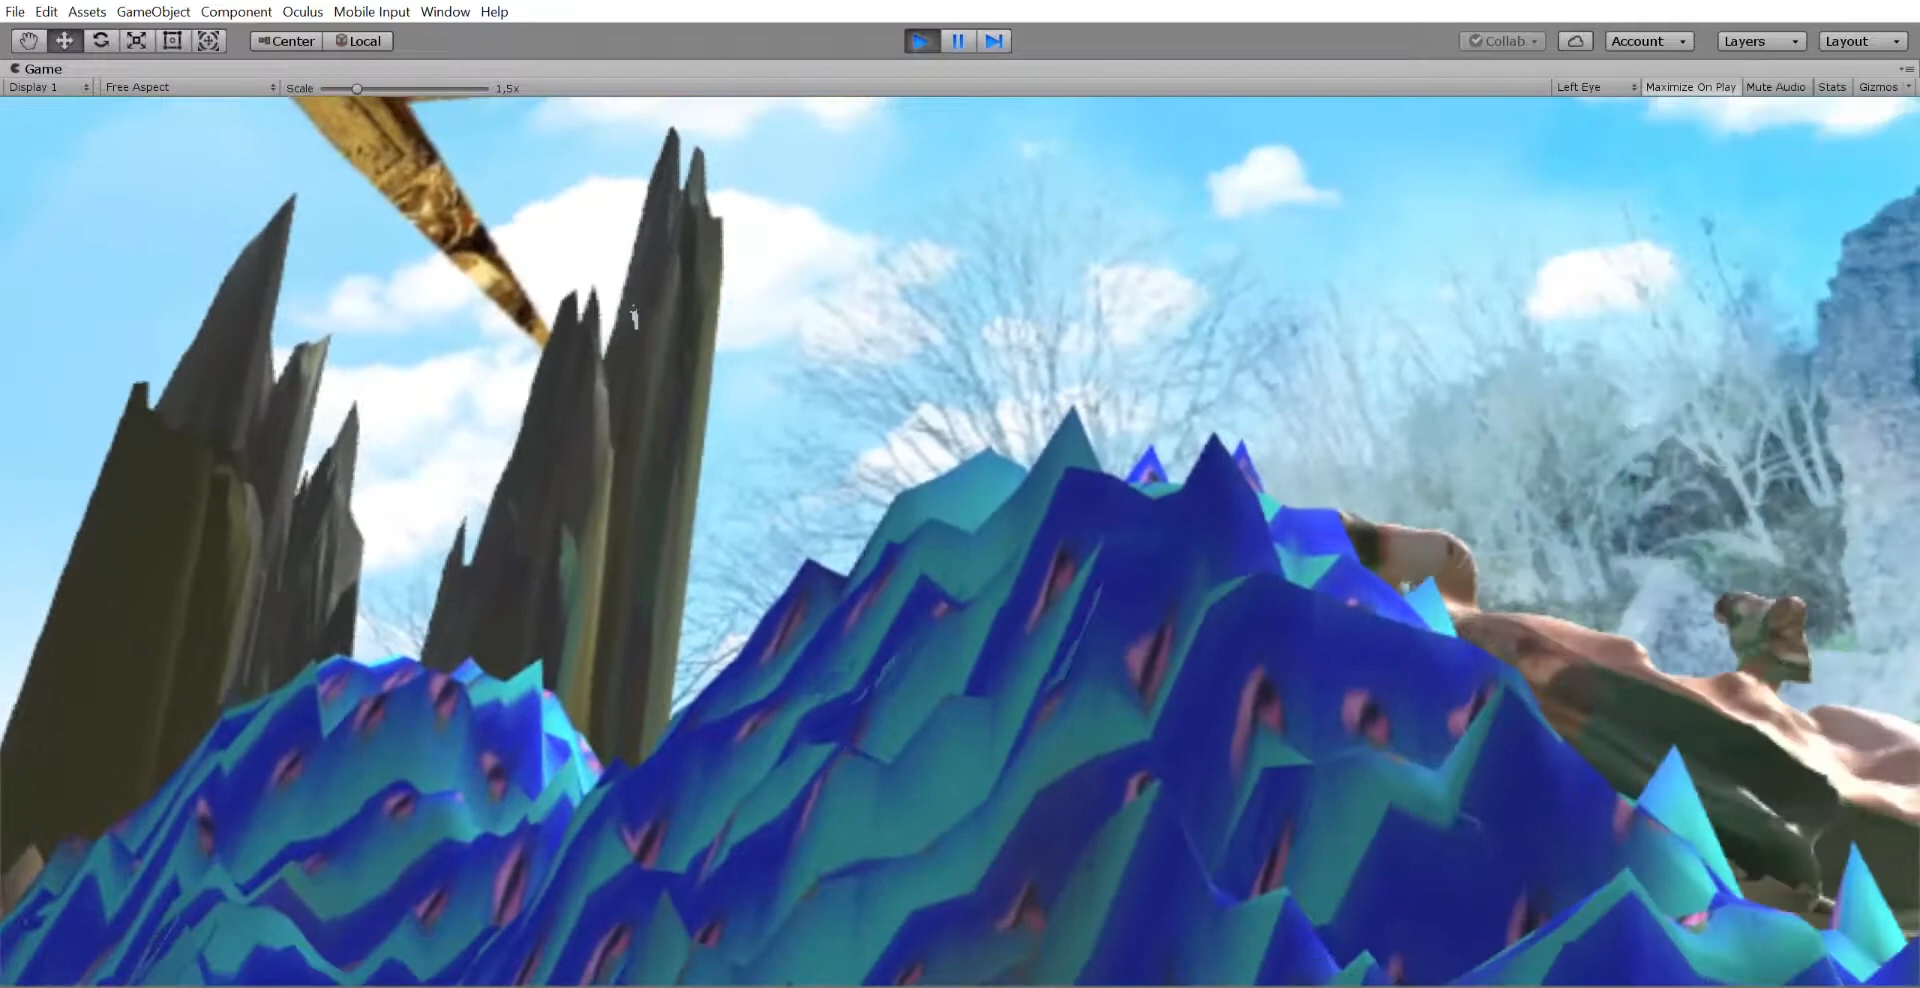 File Edit Assets GameObject Component Oculus Mobile Input Window Help
Center Local Collab Account Layers Layout
Game
Display 1 Free Aspect Scale 1,5x Left Eye Maximize On Play Mute Audio Stats Gizmos